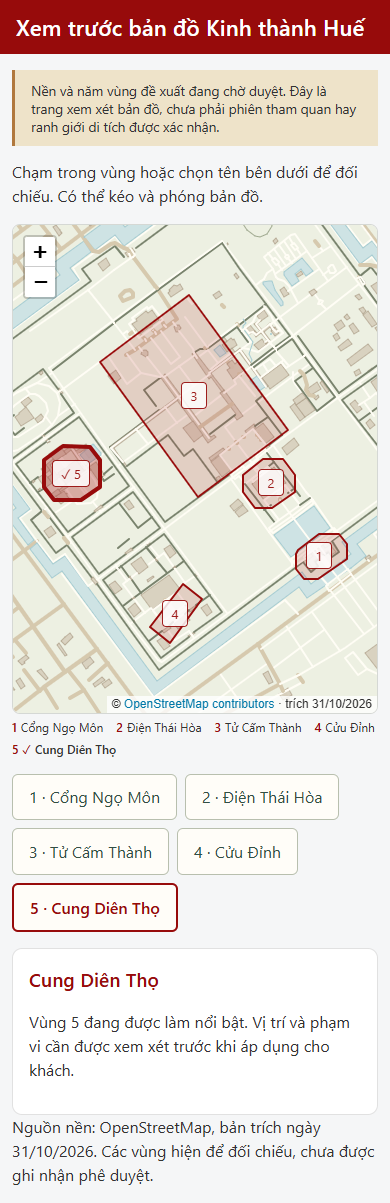 Xem trước bản đồ Kinh thành Huế
Nền và năm vùng đề xuất đang chờ duyệt. Đây là
trang xem xét bản đồ, chưa phải phiên tham quan hay
ranh giới di tích được xác nhận.
Chạm trong vùng hoặc chọn tên bên dưới để đối
chiếu. Có thể kéo và phóng bản đồ.
+
−
3
✓ 5
2
1
4
© OpenStreetMap contributors · trích 31/10/2026
1 Cổng Ngọ Môn 2 Điện Thái Hòa 3 Tử Cấm Thành 4 Cửu Đỉnh
5 ✓ Cung Diên Thọ
1 · Cổng Ngọ Môn 2 · Điện Thái Hòa
3 · Tử Cấm Thành 4 · Cửu Đỉnh
5 · Cung Diên Thọ
Cung Diên Thọ
Vùng 5 đang được làm nổi bật. Vị trí và phạm
vi cần được xem xét trước khi áp dụng cho
khách.
Nguồn nền: OpenStreetMap, bản trích ngày
31/10/2026. Các vùng hiện để đối chiếu, chưa được
ghi nhận phê duyệt.